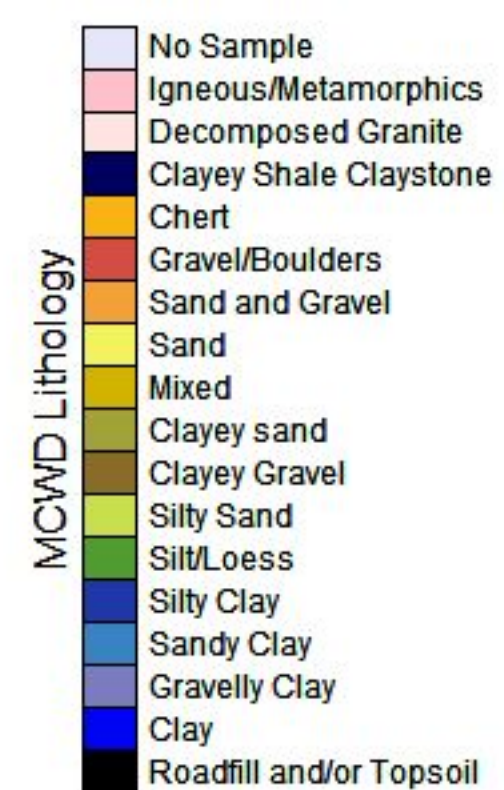 MCWD Lithology
No Sample
Igneous/Metamorphics
Decomposed Granite
Clayey Shale Claystone
Chert
Gravel/Boulders
Sand and Gravel
Sand
Mixed
Clayey sand
Clayey Gravel
Silty Sand
Silt/Loess
Silty Clay
Sandy Clay
Gravelly Clay
Clay
Roadfill and/or Topsoil